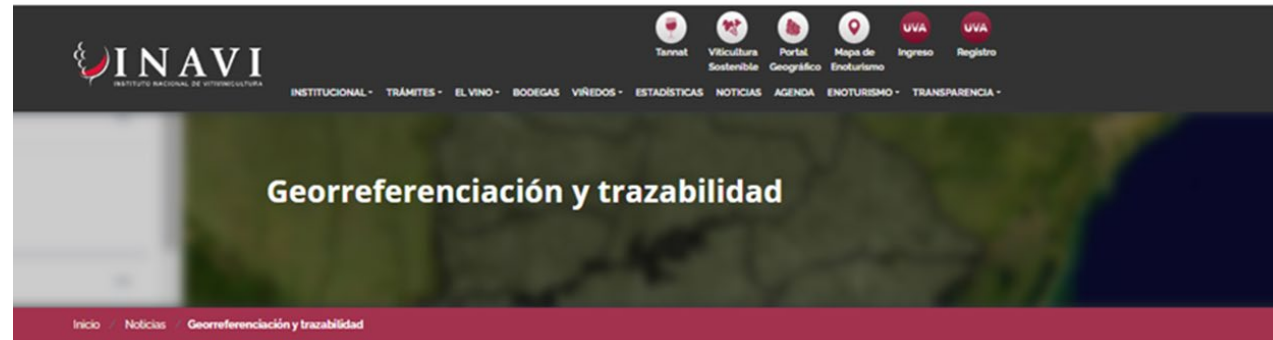 INAVI
INSTITUTO NACIONAL DE VITIVINICULTURA
Tannat
Viticultura Sostenible
Portal Geográfico
Mapa de Enoturismo
UVA
Ingreso
UVA
Registro
INSTITUCIONAL TRÁMITES EL VINO BODEGAS VIÑEDOS ESTADÍSTICAS NOTICIAS AGENDA ENOTURISMO TRANSPARENCIA
Georreferenciación y trazabilidad
Inicio / Noticias / Georreferenciación y trazabilidad